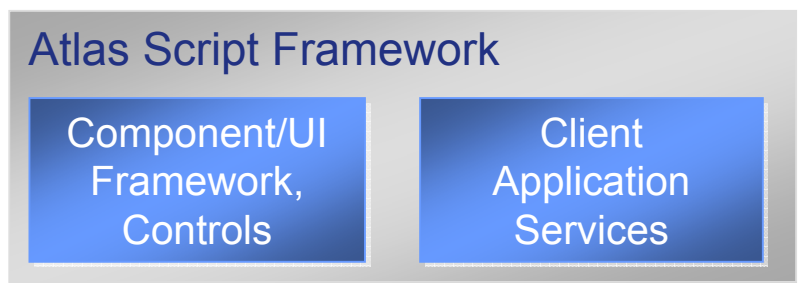 Atlas Script Framework
Component/UI
Framework,
Controls
Client
Application
Services